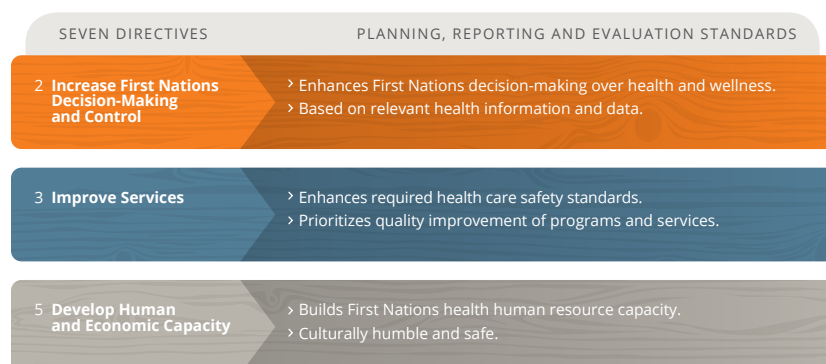 SEVEN DIRECTIVES
PLANNING, REPORTING AND EVALUATION STANDARDS
2 Increase First Nations
Decision-Making
and Control
› Enhances First Nations decision-making over health and wellness.
› Based on relevant health information and data.
3 Improve Services
› Enhances required health care safety standards.
› Prioritizes quality improvement of programs and services.
5 Develop Human
and Economic Capacity
› Builds First Nations health human resource capacity.
› Culturally humble and safe.